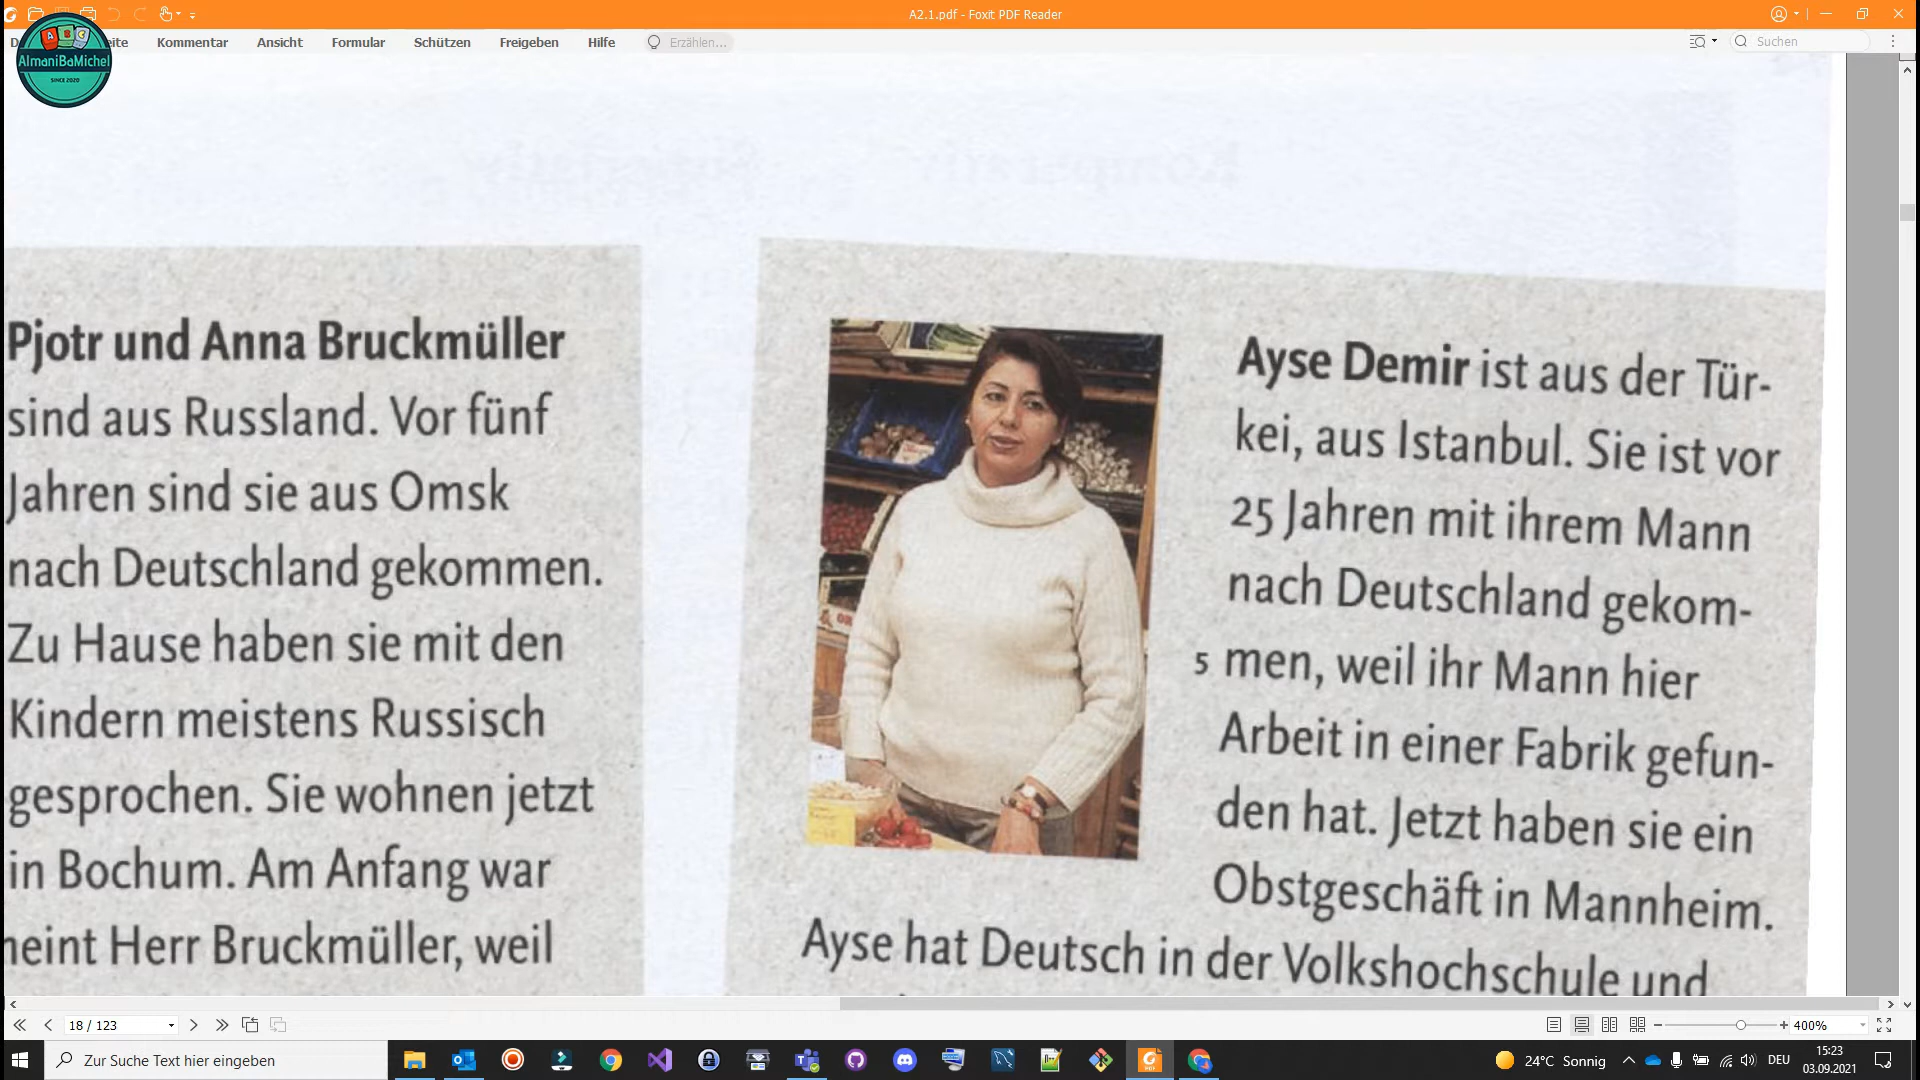 A2.1.pdf - Foxit PDF Reader
Kommentar Ansicht Formular Schützen Freigeben Hilfe Erzählen... Suchen
ABC
AlmaniBaMichel
SINCE 2020
Pjotr und Anna Bruckmüller
sind aus Russland. Vor fünf
Jahren sind sie aus Omsk
nach Deutschland gekommen.
Zu Hause haben sie mit den
Kindern meistens Russisch
gesprochen. Sie wohnen jetzt
in Bochum. Am Anfang war
Herr Bruckmüller, weil
Ayse Demir ist aus der Tür-
kei, aus Istanbul. Sie ist vor
25 Jahren mit ihrem Mann
nach Deutschland gekom-
5 men, weil ihr Mann hier
Arbeit in einer Fabrik gefun-
den hat. Jetzt haben sie ein
Obstgeschäft in Mannheim.
Ayse hat Deutsch in der Volkshochschule und
18 / 123
400%
Zur Suche Text hier eingeben
24°C Sonnig
DEU
15:23
03.09.2021